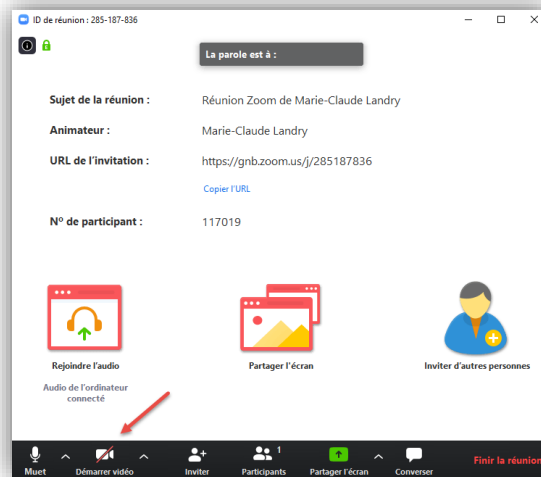 ID de réunion : 285-187-836
La parole est à :
Sujet de la réunion : Réunion Zoom de Marie-Claude Landry
Animateur : Marie-Claude Landry
URL de l'invitation : https://gnb.zoom.us/j/285187836
Copier l'URL
Nº de participant : 117019
Rejoindre l'audio Partager l'écran Inviter d'autres personnes
Audio de l'ordinateur
connecté
1
Muet Démarrer vidéo Inviter Participants Partager l'écran Converser Finir la réunion